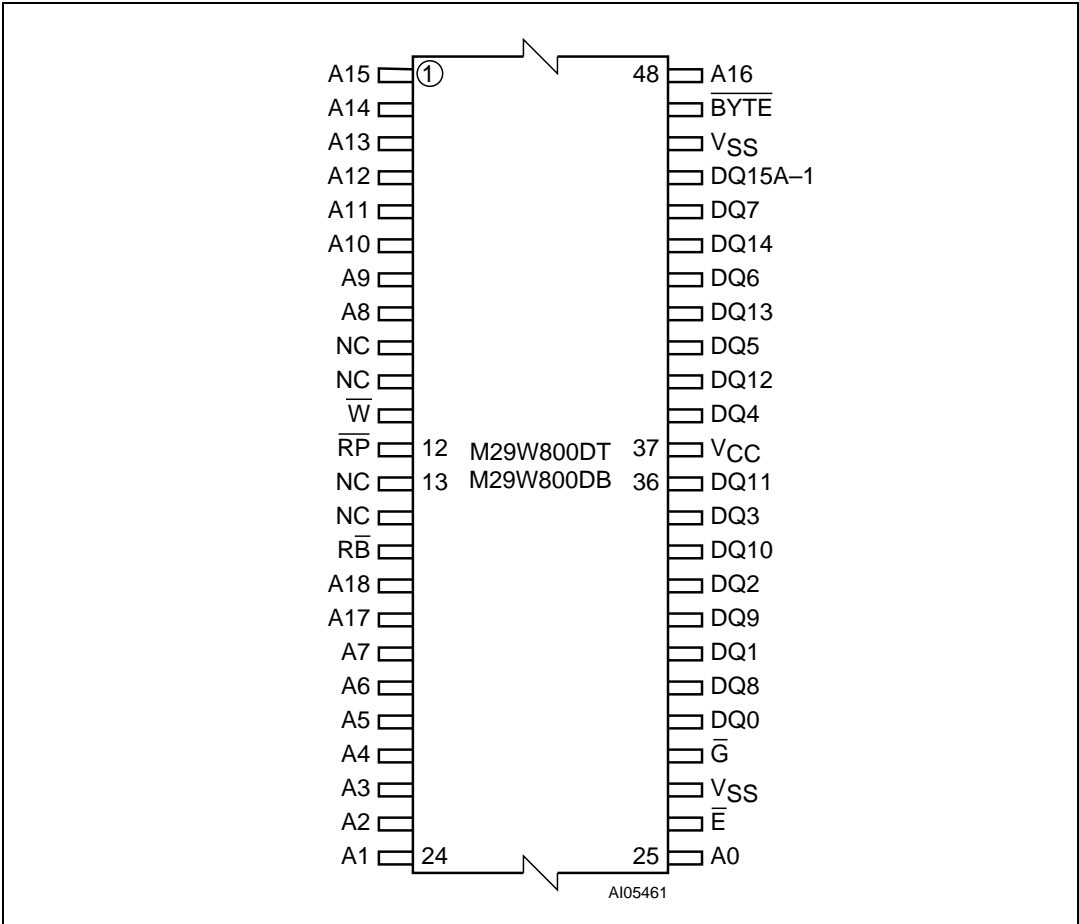 A15 1 48 A16
A14 B̅Y̅T̅E̅
A13 VSS
A12 DQ15A–1
A11 DQ7
A10 DQ14
A9 DQ6
A8 DQ13
NC DQ5
NC DQ12
W̅ DQ4
R̅P̅ 12 M29W800DT 37 VCC
NC 13 M29W800DB 36 DQ11
NC DQ3
RB̅ DQ10
A18 DQ2
A17 DQ9
A7 DQ1
A6 DQ8
A5 DQ0
A4 G̅
A3 VSS
A2 E̅
A1 24 25 A0
AI05461